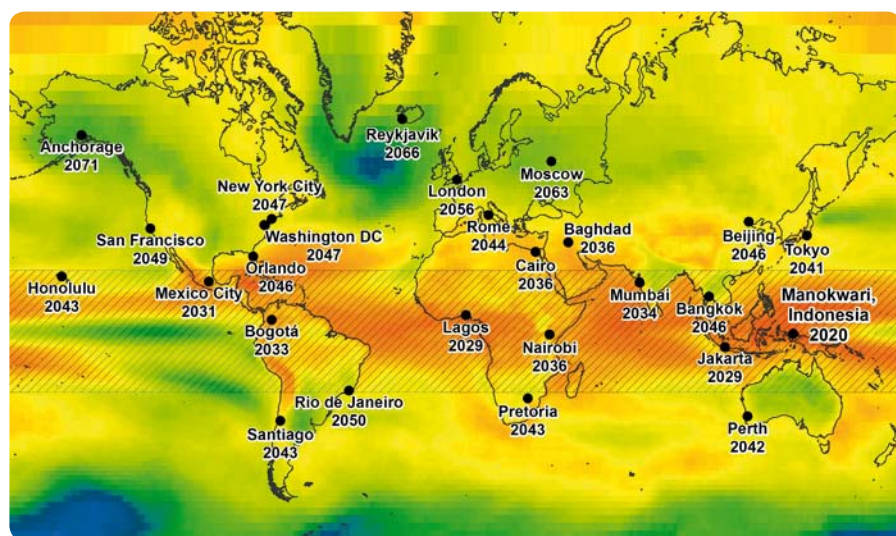 Anchorage
2071
Reykjavik
2066
Moscow
2063
London
2056
New York City
2047
Washington DC
2047
San Francisco
2049
Orlando
2046
Rome
2044
Baghdad
2036
Cairo
2036
Beijing
2046
Tokyo
2041
Honolulu
2043
Mexico City
2031
Mumbai
2034
Bangkok
2046
Manokwari,
Indonesia
2020
Bogotá
2033
Lagos
2029
Nairobi
2036
Jakarta
2029
Rio de Janeiro
2050
Pretoria
2043
Santiago
2043
Perth
2042